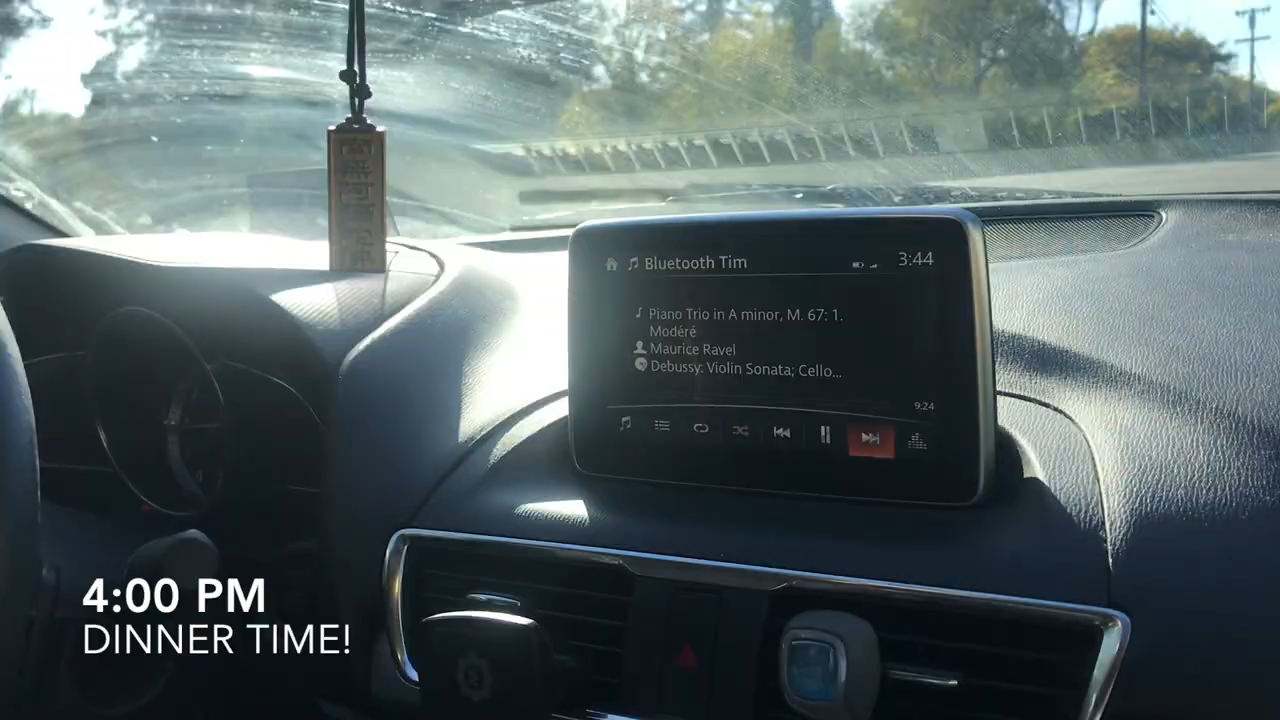 Bluetooth Tim
3:44
Piano Trio in A minor, M. 67: 1.
Modéré
Maurice Ravel
Debussy: Violin Sonata; Cello...
9:24
4:00 PM
DINNER TIME!